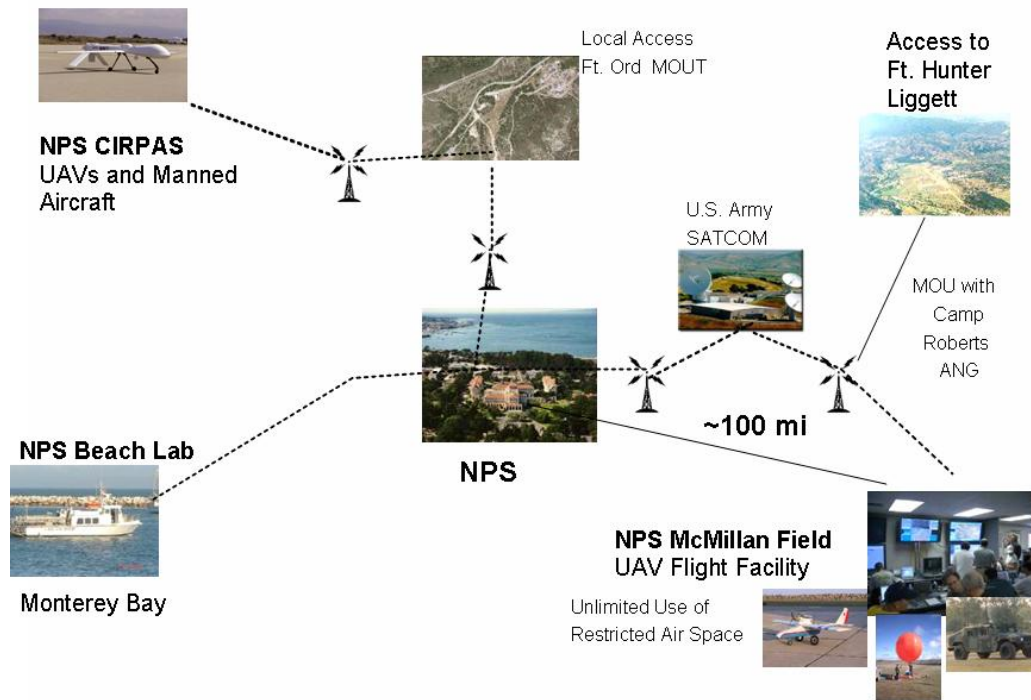 Local Access
Ft. Ord MOUT
Access to
Ft. Hunter
Liggett
NPS CIRPAS
UAVs and Manned
Aircraft
U.S. Army
SATCOM
MOU with
Camp
Roberts
ANG
~100 mi
NPS Beach Lab
NPS
NPS McMillan Field
UAV Flight Facility
Monterey Bay
Unlimited Use of
Restricted Air Space